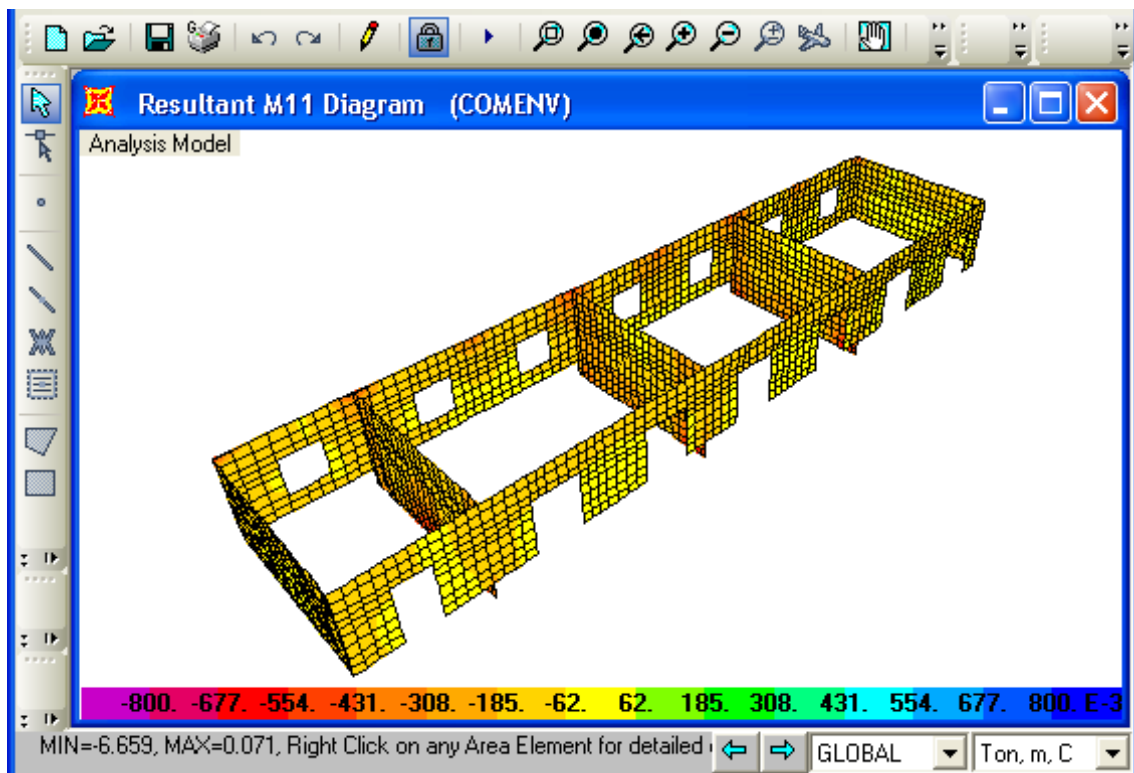 Resultant M11 Diagram (COMENV)
Analysis Model
-800. -677. -554. -431. -308. -185. -62. 62. 185. 308. 431. 554. 677. 800. E-3
MIN=-6.659, MAX=0.071, Right Click on any Area Element for detailed
GLOBAL
Ton, m, C